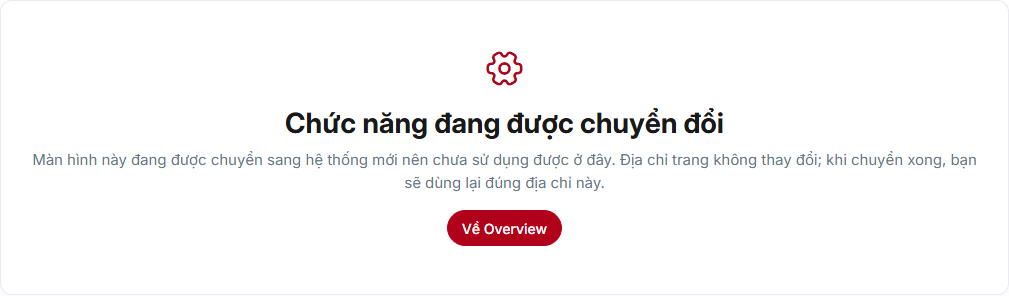 Chức năng đang được chuyển đổi
Màn hình này đang được chuyển sang hệ thống mới nên chưa sử dụng được ở đây. Địa chỉ trang không thay đổi; khi chuyển xong, bạn
sẽ dùng lại đúng địa chỉ này.
Về Overview